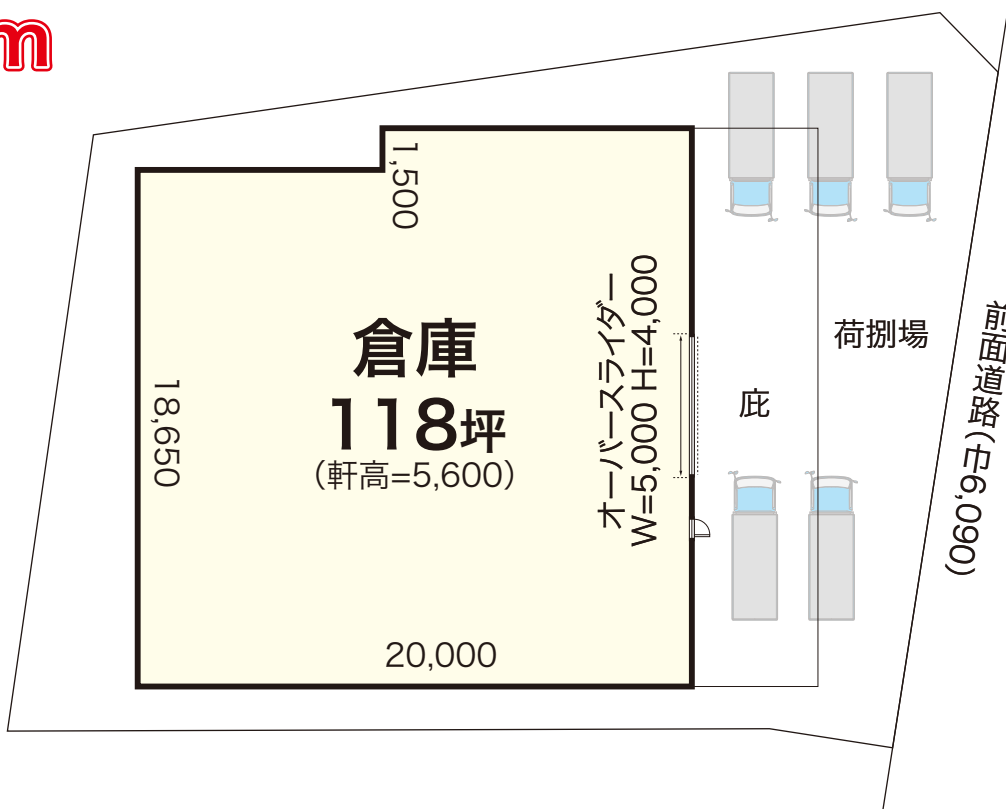 m
1,500
倉庫
118坪
(軒高=5,600)
18,650
20,000
オーバースライダー
W=5,000 H=4,000
庇
荷捌場
前面道路(巾6,090)